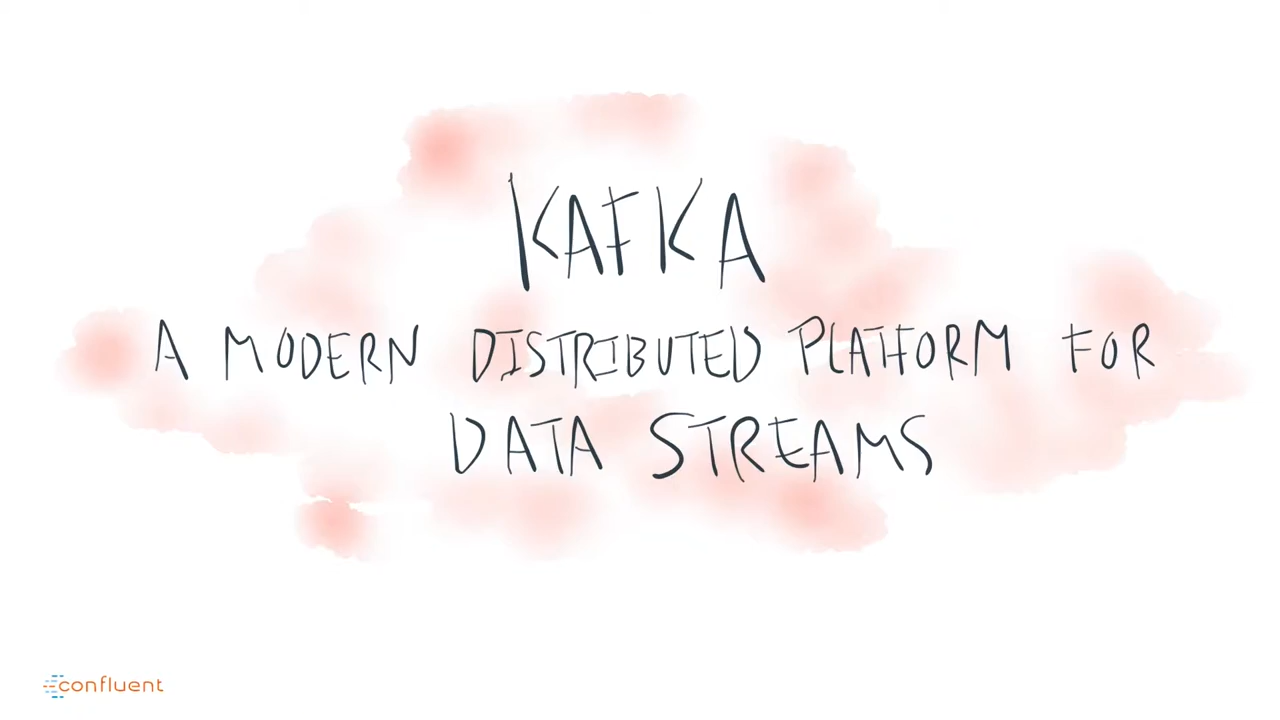 KAFKA
A MODERN DISTRIBUTED PLATFORM FOR
DATA STREAMS
confluent